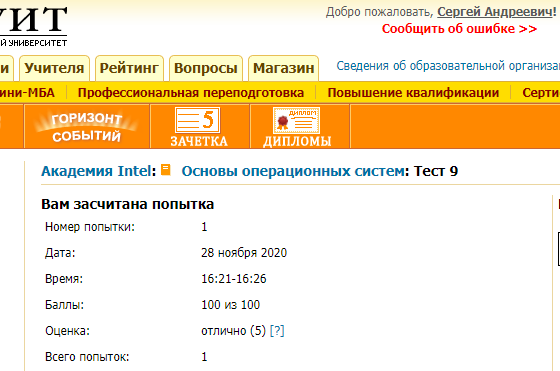 Добро пожаловать, Сергей Андреевич!
УИТ
Сообщить об ошибке >>
УНИВЕРСИТЕТ
Учителя Рейтинг Вопросы Магазин Сведения об образовательной организа
ини-МБА Профессиональная переподготовка Повышение квалификации Серти
ГОРИЗОНТ СОБЫТИЙ
5
ЗАЧЕТКА
ДИПЛОМ
ДИПЛОМЫ
Академия Intel: Основы операционных систем: Тест 9
Вам засчитана попытка
Номер попытки: 1
Дата: 28 ноября 2020
Время: 16:21-16:26
Баллы: 100 из 100
Оценка: отлично (5) [?]
Всего попыток: 1